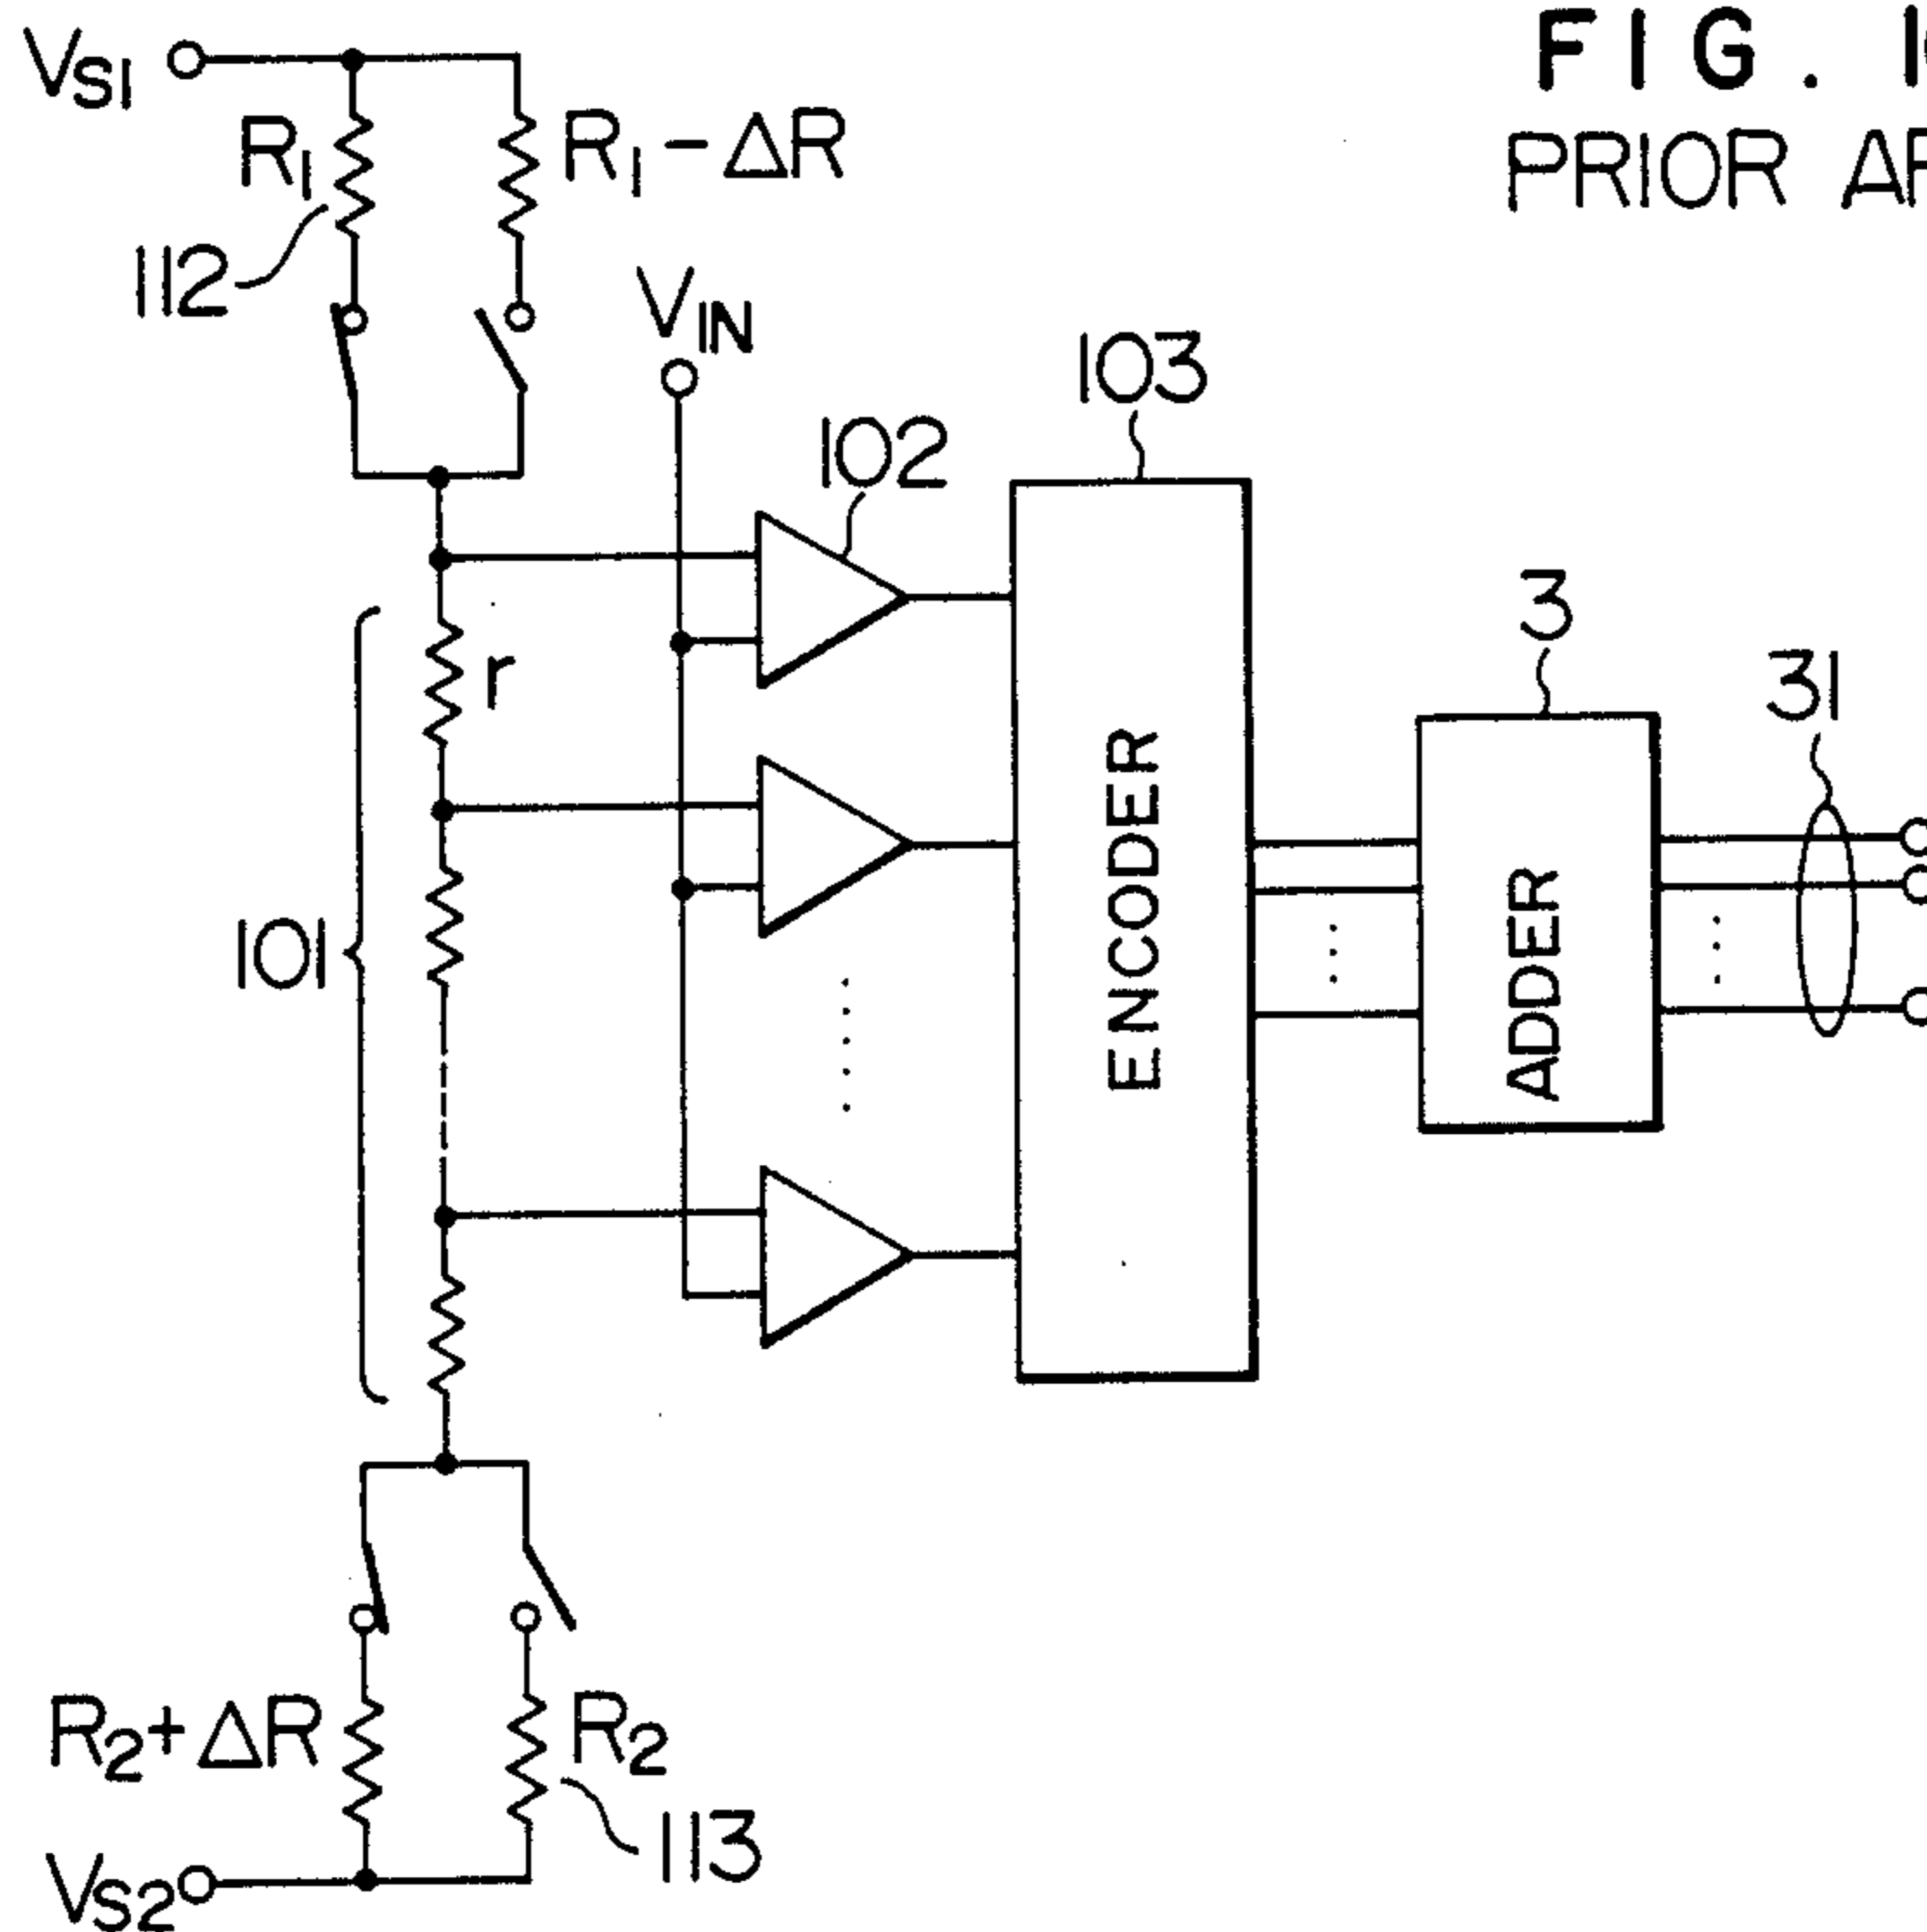 FIG. 1
PRIOR
VS1
R1
R1-ΔR
112
VIN
103
102
3
31
r
101
ENCODER
ADDER
R2+ΔR
R2
113
VS2